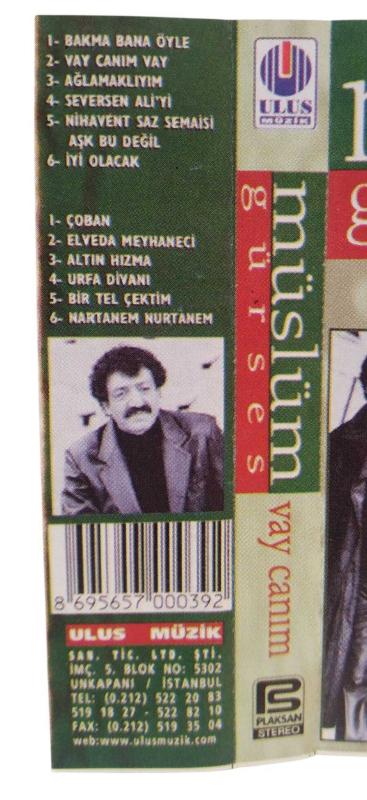 1- BAKMA BANA ÖYLE
2- VAY CANIM VAY
3- AĞLAMAKLIYIM
4- SEVERSEN ALİ'Yİ
5- NİHAVENT SAZ SEMAİSİ
AŞK BU DEĞİL
6- İYİ OLACAK
1- ÇOBAN
2- ELVEDA MEYHANECİ
3- ALTIN HIZMA
4- URFA DİVANI
5- BİR TEL ÇEKTİM
6- NARTANEM NURTANEM
8 695657 000392
ULUS MÜZİK
SAN. TİC. LTD. ŞTİ.
İMÇ. 5. BLOK NO: 5302
UNKAPANI / İSTANBUL
TEL: (0.212) 522 20 83
519 18 27 - 522 82 10
FAX: (0.212) 519 35 04
web:www.ulusmuzik.com
ULUS
MÜZİK
müslüm
gürses
vay canım
PLAKSAN
STEREO